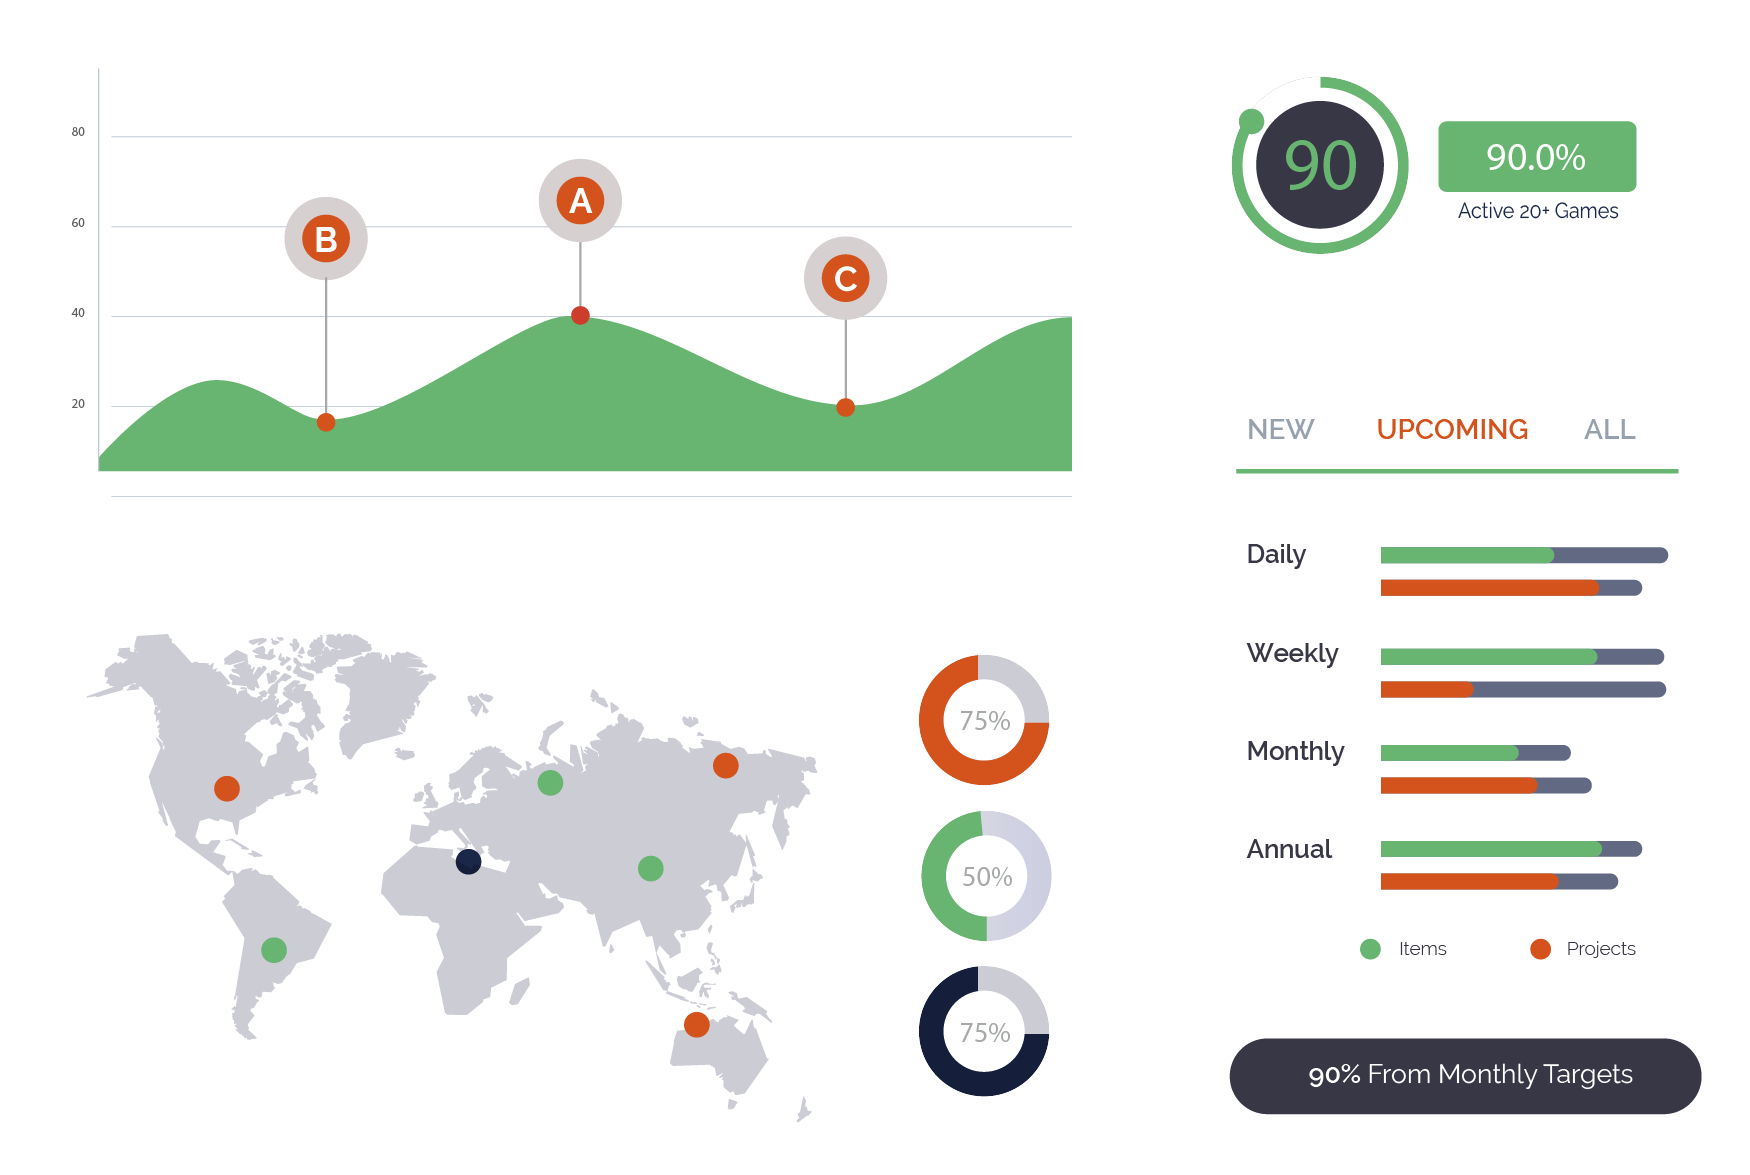 80
60
40
20
B
A
C
90
90.0%
Active 20+ Games
NEW UPCOMING ALL
Daily
Weekly
Monthly
Annual
Items Projects
75%
50%
75%
90% From Monthly Targets